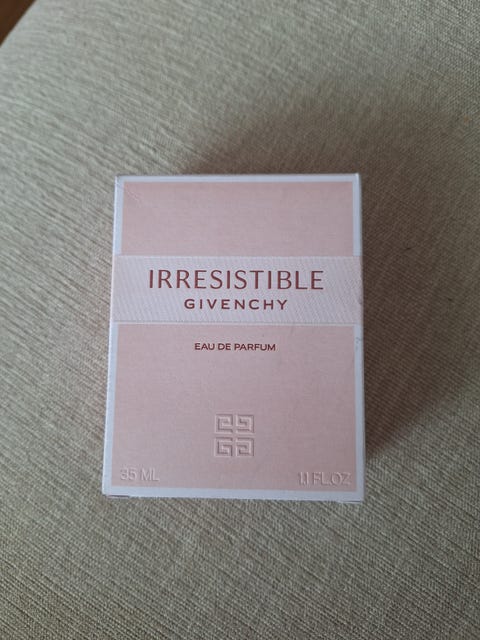 IRRESISTIBLE
GIVENCHY
EAU DE PARFUM
35 ML 1.1 FL.OZ